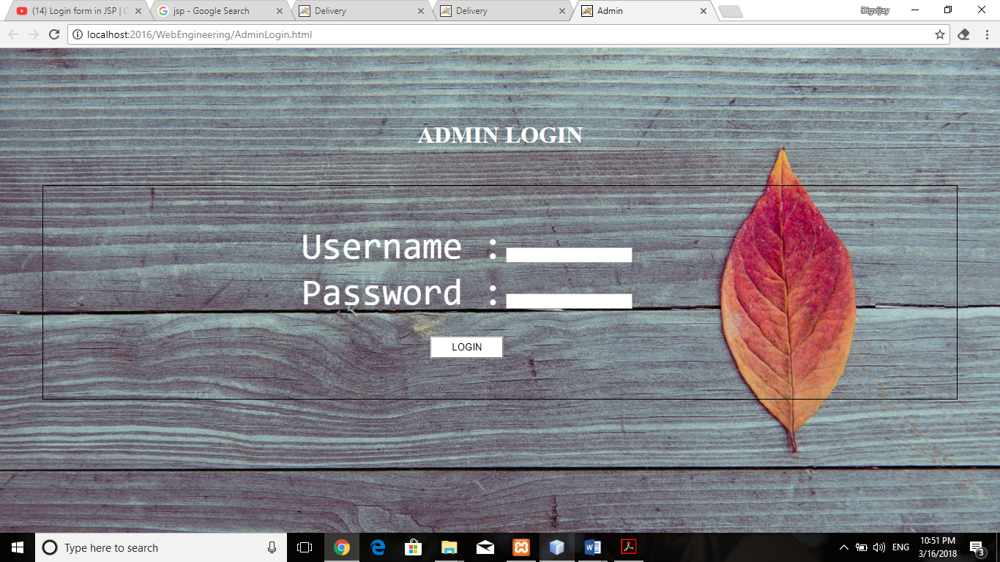 (14) Login form in JSP | C
jsp - Google Search
Delivery
Delivery
Admin
Digvijay
localhost:2016/WebEngineering/AdminLogin.html
ADMIN LOGIN
Username :
Password :
LOGIN
Type here to search
ENG
10:51 PM
3/16/2018
3